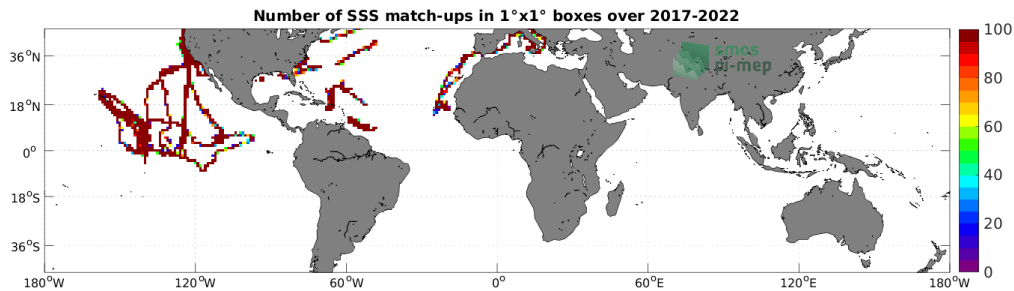 Number of SSS match-ups in 1°x1° boxes over 2017-2022
smos
pi-mep
36°N
18°N
0°
18°S
36°S
180°W
120°W
60°W
0°
60°E
120°E
180°W
100
80
60
40
20
0